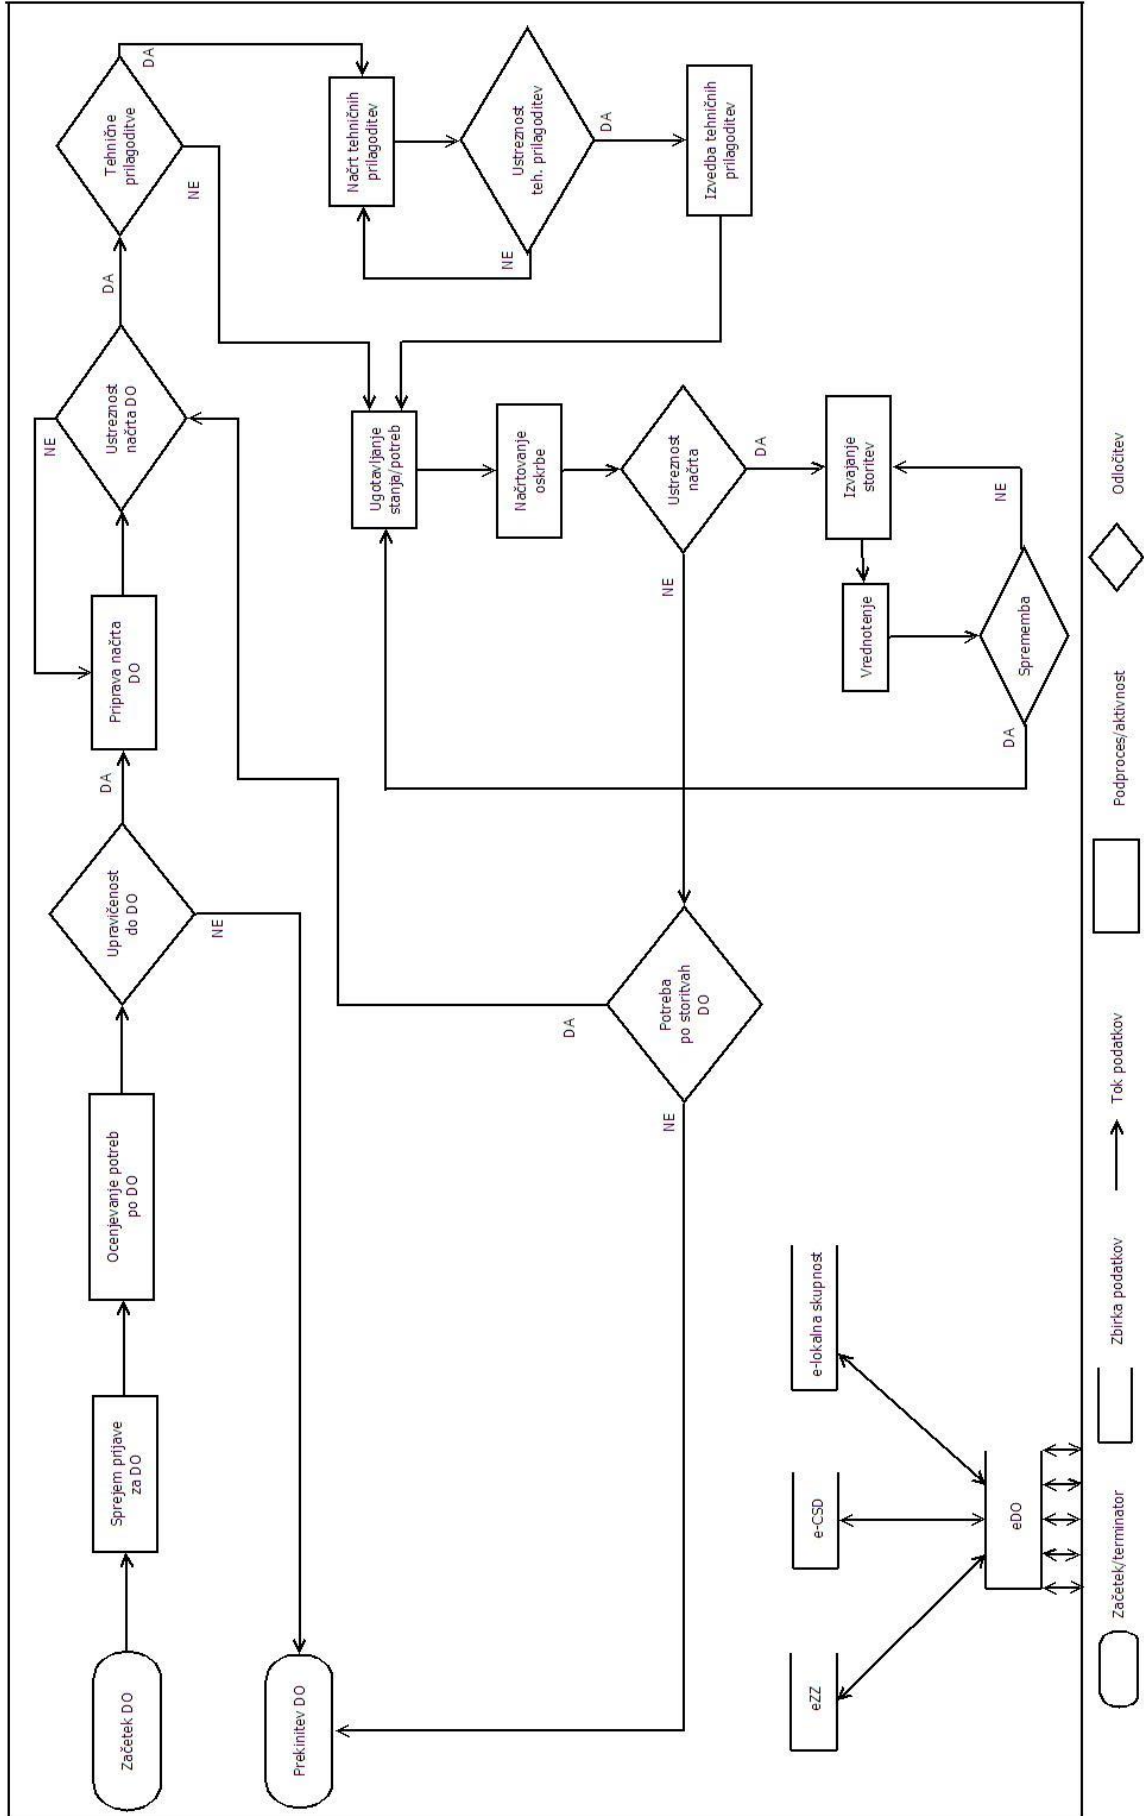 Začetek DO
Sprejem prijave
za DO
Ocenjevanje potreb
po DO
Upravičenost
do DO
DA
NE
Priprava načrta
DO
Ustreznost
načrta DO
NE
DA
Tehnične
prilagoditve
DA
NE
Prekinitev DO
Načrt tehničnih
prilagoditev
Ustreznost
teh. prilagoditev
NE
DA
Izvedba tehničnih
prilagoditev
Ugotavljanje
stanja/potreb
Načrtovanje
oskrbe
Ustreznost
načrta
NE
DA
Izvajanje
storitev
Vrednotenje
Sprememba
DA
NE
Potreba
po storitvah
DO
DA
NE
eZZ
e-CSD
e-lokalna skupnost
eDO
Začetek/terminator
Zbirka podatkov
Tok podatkov
Podproces/aktivnost
Odločitev